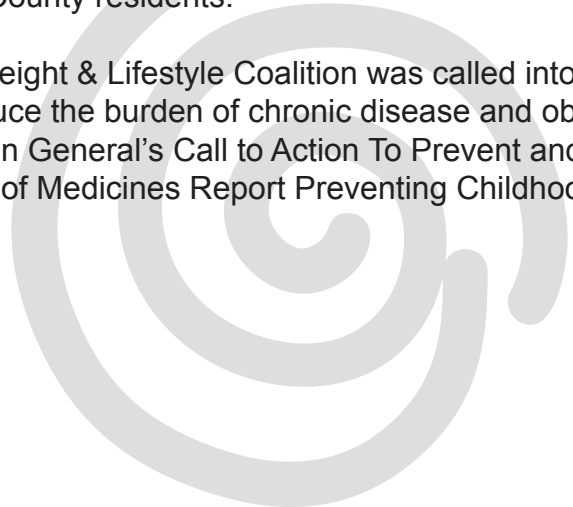 County residents.
eight & Lifestyle Coalition was called into
uce the burden of chronic disease and ob
n General’s Call to Action To Prevent and
of Medicines Report Preventing Childhoo